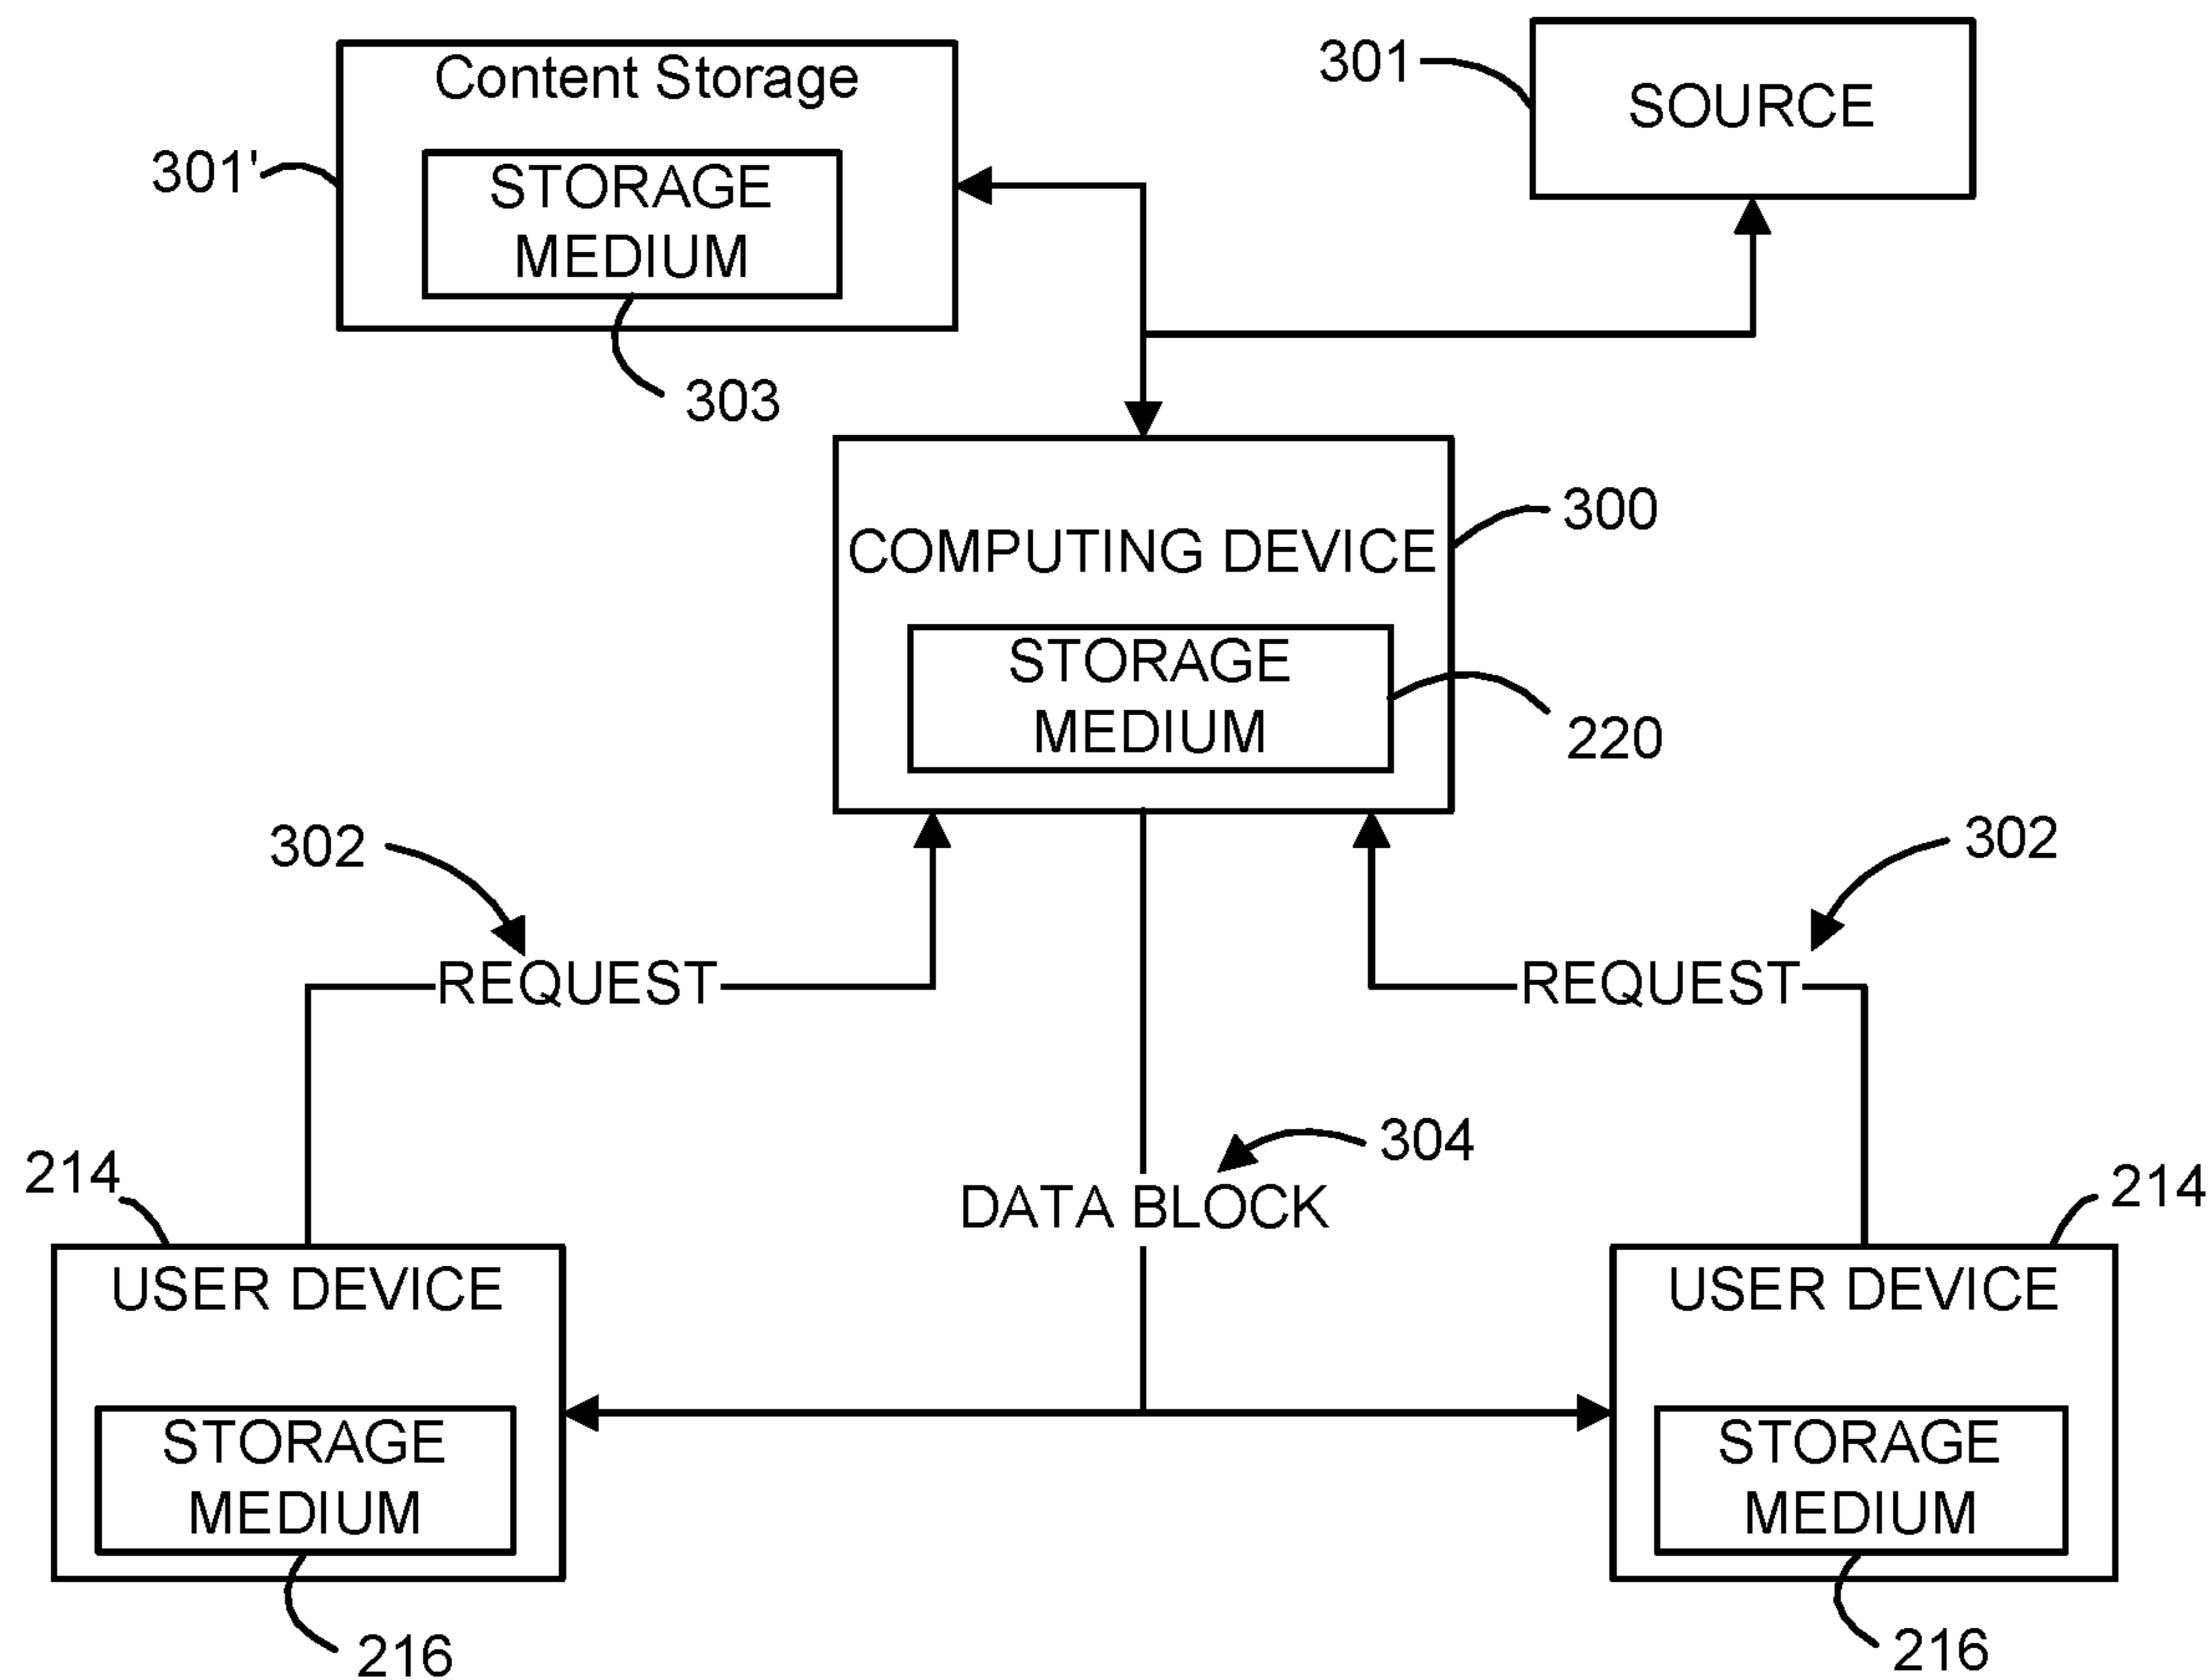 Content Storage
301'
STORAGE
MEDIUM
303
301
SOURCE
COMPUTING DEVICE
300
STORAGE
MEDIUM
220
302
REQUEST
302
REQUEST
304
DATA BLOCK
214
USER DEVICE
STORAGE
MEDIUM
216
214
USER DEVICE
STORAGE
MEDIUM
216